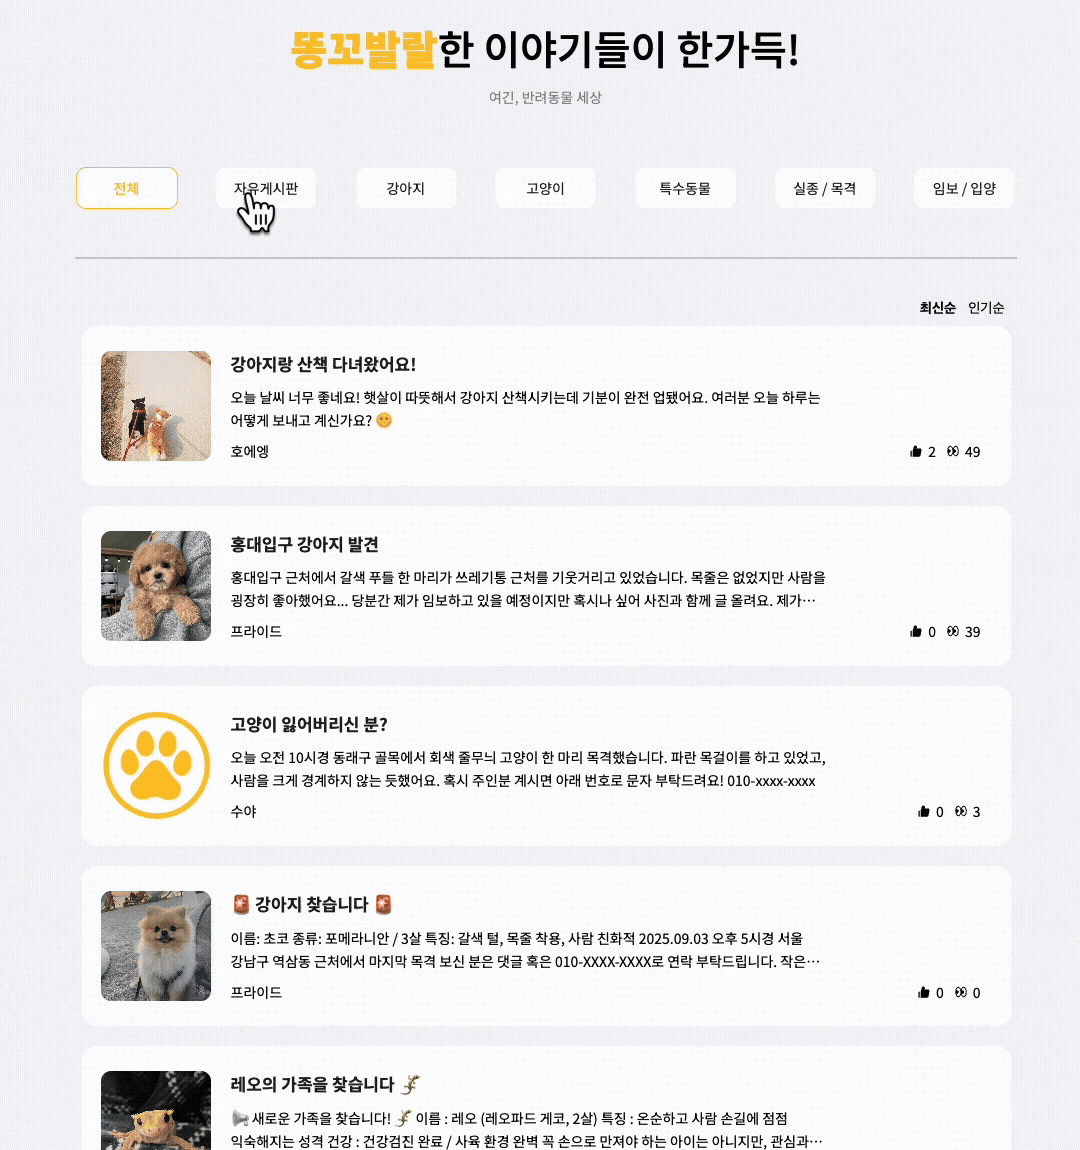 똥꼬발랄한 이야기들이 한가득!
여긴, 반려동물 세상
전체 자유게시판 강아지 고양이 특수동물 실종 / 목격 임보 / 입양
최신순 인기순
강아지랑 산책 다녀왔어요!
오늘 날씨 너무 좋네요! 햇살이 따뜻해서 강아지 산책시키는데 기분이 완전 업됐어요. 여러분 오늘 하루는
어떻게 보내고 계신가요? 🌞
호에엥 2 49
홍대입구 강아지 발견
홍대입구 근처에서 갈색 푸들 한 마리가 쓰레기통 근처를 기웃거리고 있었습니다. 목줄은 없었지만 사람을
굉장히 좋아했어요... 당분간 제가 임보하고 있을 예정이지만 혹시나 싶어 사진과 함께 글 올려요. 제가…
프라이드 0 39
고양이 잃어버리신 분?
오늘 오전 10시경 동래구 골목에서 회색 줄무늬 고양이 한 마리 목격했습니다. 파란 목걸이를 하고 있었고,
사람을 크게 경계하지 않는 듯했어요. 혹시 주인분 계시면 아래 번호로 문자 부탁드려요! 010-xxxx-xxxx
수야 0 3
🚨 강아지 찾습니다 🚨
이름: 초코 종류: 포메라니안 / 3살 특징: 갈색 털, 목줄 착용, 사람 친화적 2025.09.03 오후 5시경 서울
강남구 역삼동 근처에서 마지막 목격 보신 분은 댓글 혹은 010-XXXX-XXXX로 연락 부탁드립니다. 작은…
프라이드 0 0
레오의 가족을 찾습니다 🦎
📢 새로운 가족을 찾습니다! 🦎 이름 : 레오 (레오파드 게코, 2살) 특징 : 온순하고 사람 손길에 점점
익숙해지는 성격 건강 : 건강검진 완료 / 사육 환경 완벽 꼭 손으로 만져야 하는 아이는 아니지만, 관심과…